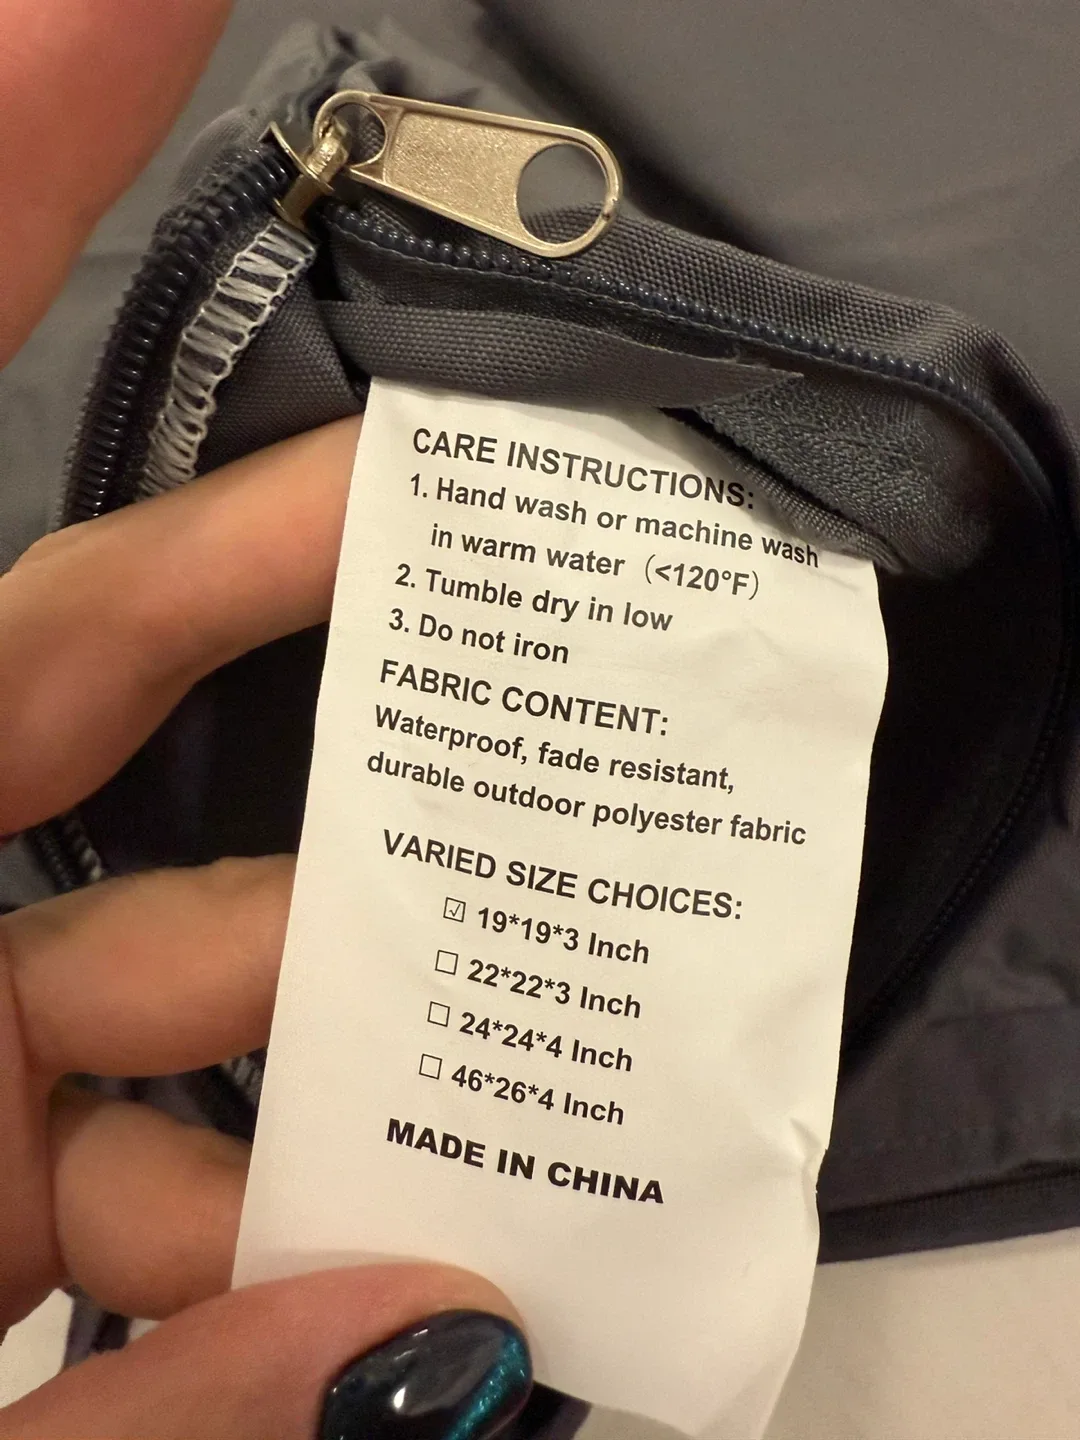 CARE INSTRUCTIONS:
1. Hand wash or machine wash
in warm water （<120°F）
2. Tumble dry in low
3. Do not iron
FABRIC CONTENT:
Waterproof, fade resistant,
durable outdoor polyester fabric
VARIED SIZE CHOICES:
☑ 19*19*3 Inch
☐ 22*22*3 Inch
☐ 24*24*4 Inch
☐ 46*26*4 Inch
MADE IN CHINA